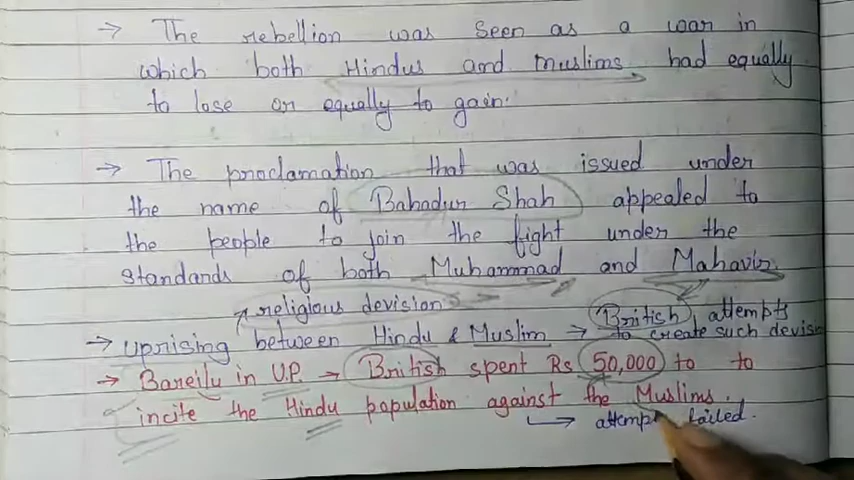 → The rebellion was seen as a war in
which both Hindus and muslims had equally
to lose or equally to gain.
→ The proclamation that was issued under
the name of Bahadur Shah appealed to
the people to join the fight under the
standards of both Muhammad and Mahavir.
religious devision
→ uprising between Hindu & Muslim → British attempts
to create such devision
→ Bareily in U.P. → British spent Rs 50,000 to to
incite the Hindu population against the Muslims.
↳ attempt failed.